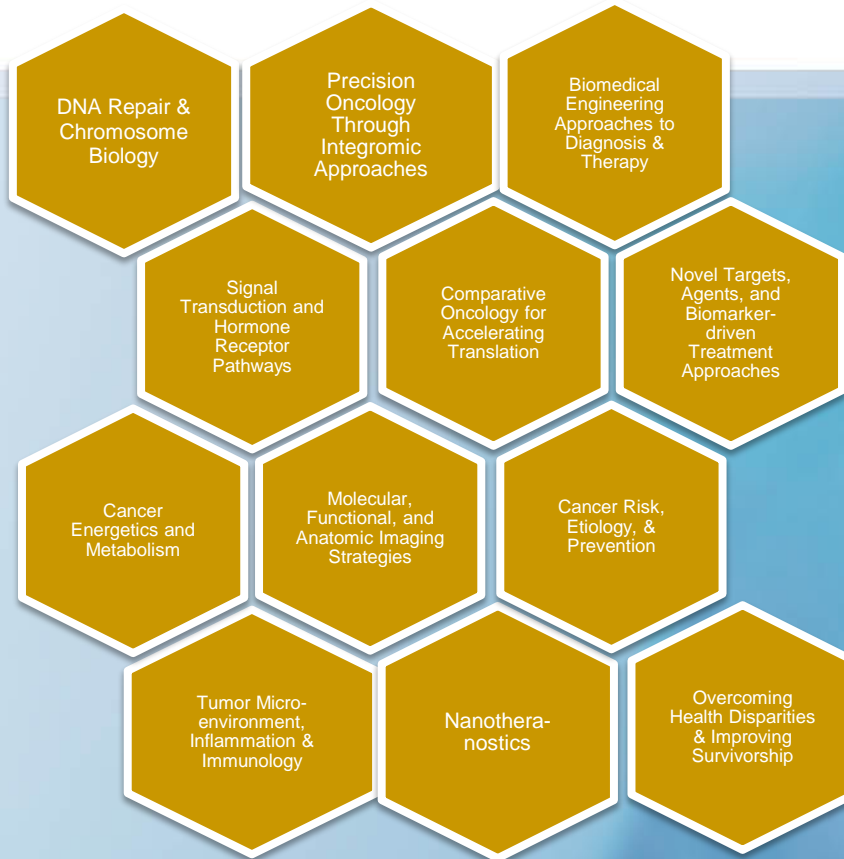 DNA Repair &
Chromosome
Biology
Precision
Oncology
Through
Integromic
Approaches
Biomedical
Engineering
Approaches to
Diagnosis &
Therapy
Signal
Transduction and
Hormone
Receptor
Pathways
Comparative
Oncology for
Accelerating
Translation
Novel Targets,
Agents, and
Biomarker-
driven
Treatment
Approaches
Cancer
Energetics and
Metabolism
Molecular,
Functional, and
Anatomic Imaging
Strategies
Cancer Risk,
Etiology, &
Prevention
Tumor Micro-
environment,
Inflammation &
Immunology
Nanothera-
nostics
Overcoming
Health Disparities
& Improving
Survivorship